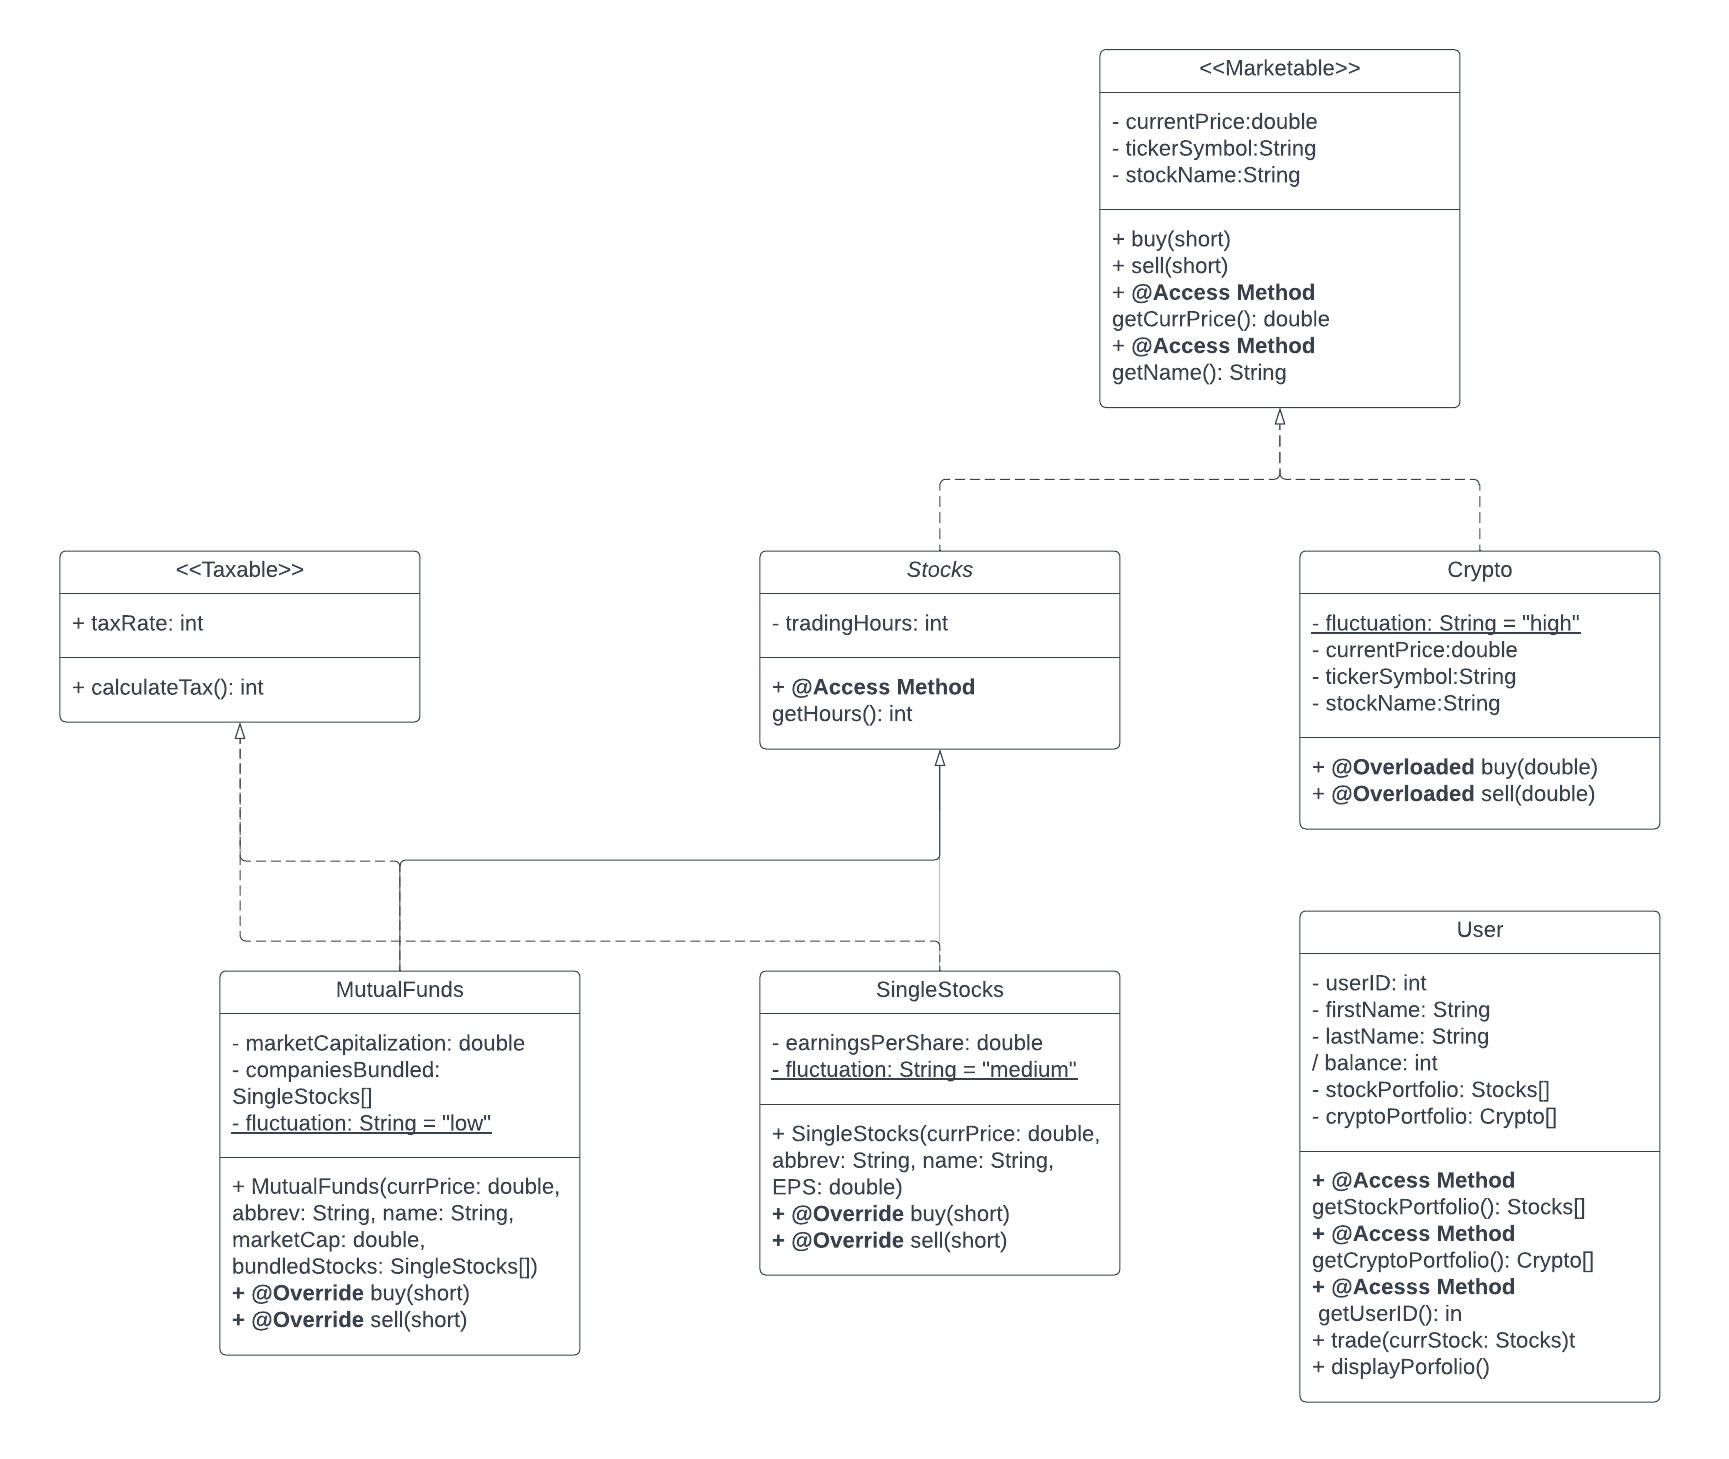 <<Marketable>>
- currentPrice:double
- tickerSymbol:String
- stockName:String
+ buy(short)
+ sell(short)
+ @Access Method
getCurrPrice(): double
+ @Access Method
getName(): String
<<Taxable>>
+ taxRate: int
+ calculateTax(): int
Stocks
- tradingHours: int
+ @Access Method
getHours(): int
Crypto
- fluctuation: String = "high"
- currentPrice:double
- tickerSymbol:String
- stockName:String
+ @Overloaded buy(double)
+ @Overloaded sell(double)
MutualFunds
- marketCapitalization: double
- companiesBundled:
SingleStocks[]
- fluctuation: String = "low"
+ MutualFunds(currPrice: double,
abbrev: String, name: String,
marketCap: double,
bundledStocks: SingleStocks[])
+ @Override buy(short)
+ @Override sell(short)
SingleStocks
- earningsPerShare: double
- fluctuation: String = "medium"
+ SingleStocks(currPrice: double,
abbrev: String, name: String,
EPS: double)
+ @Override buy(short)
+ @Override sell(short)
User
- userID: int
- firstName: String
- lastName: String
/ balance: int
- stockPortfolio: Stocks[]
- cryptoPortfolio: Crypto[]
+ @Access Method
getStockPortfolio(): Stocks[]
+ @Access Method
getCryptoPortfolio(): Crypto[]
+ @Acesss Method
getUserID(): in
+ trade(currStock: Stocks)t
+ displayPorfolio()